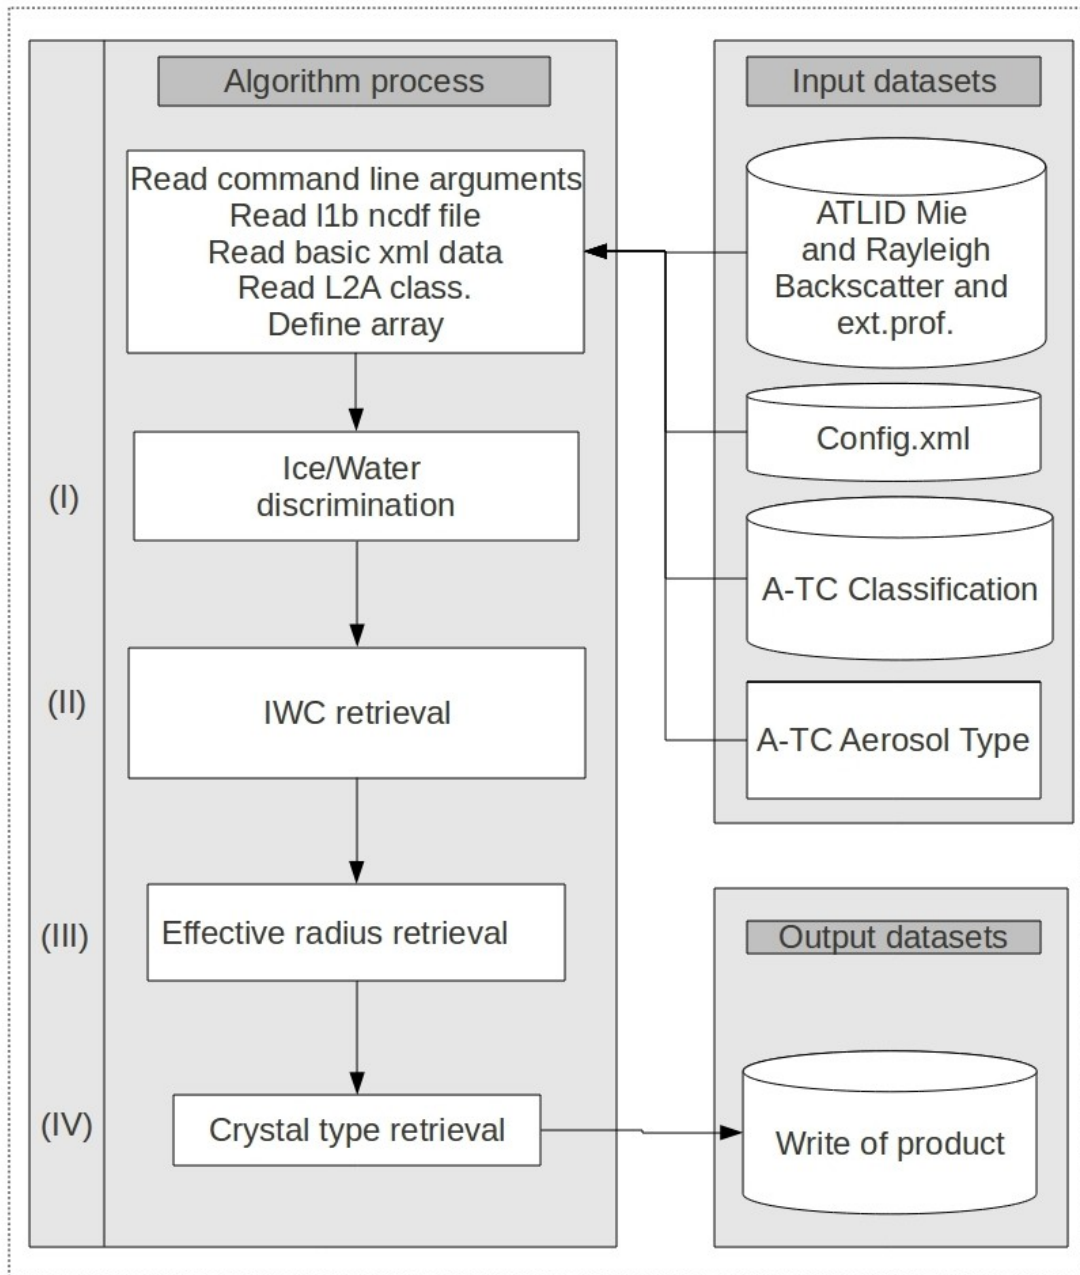 Algorithm process
Read command line arguments
Read l1b ncdf file
Read basic xml data
Read L2A class.
Define array
(I)
Ice/Water
discrimination
(II)
IWC retrieval
(III)
Effective radius retrieval
(IV)
Crystal type retrieval
Input datasets
ATLID Mie
and Rayleigh
Backscatter and
ext.prof.
Config.xml
A-TC Classification
A-TC Aerosol Type
Output datasets
Write of product